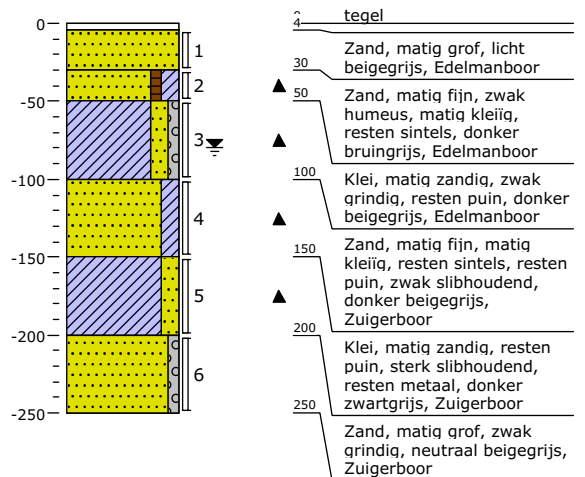 0
-50
-100
-150
-200
-250
1
2
3
4
5
6
0
tegel
4
Zand, matig grof, licht
beigegrijs, Edelmanboor
30
Zand, matig fijn, zwak
humeus, matig kleiïg,
resten sintels, donker
bruingrijs, Edelmanboor
50
Klei, matig zandig, zwak
grindig, resten puin, donker
beigegrijs, Edelmanboor
100
Zand, matig fijn, matig
kleiïg, resten sintels, resten
puin, zwak slibhoudend,
donker beigegrijs,
Zuigerboor
150
Klei, matig zandig, resten
puin, sterk slibhoudend,
resten metaal, donker
zwartgrijs, Zuigerboor
200
Zand, matig grof, zwak
grindig, neutraal beigegrijs,
Zuigerboor
250